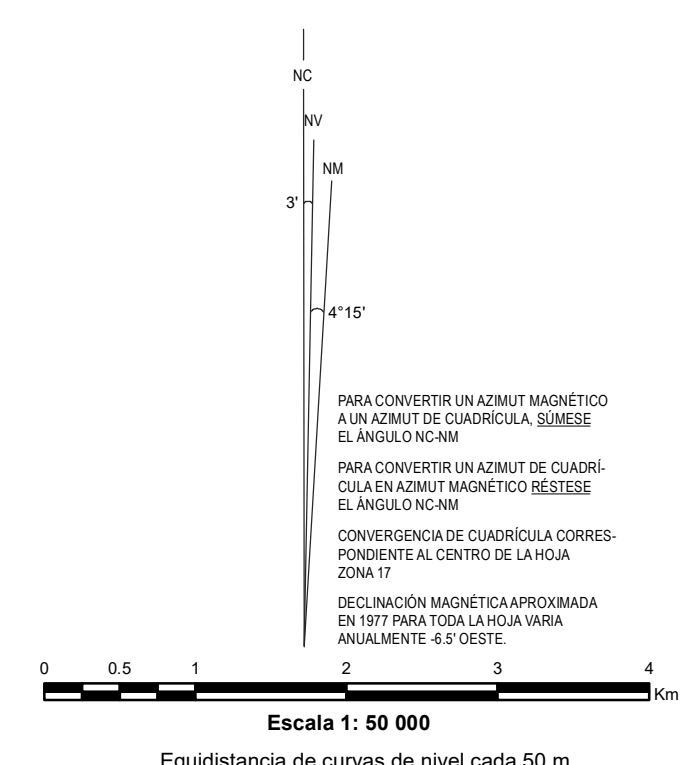 NC
NV
NM
3'
4°15'
PARA CONVERTIR UN AZIMUT MAGNÉTICO
A UN AZIMUT DE CUADRÍCULA, SÚMESE
EL ÁNGULO NC-NM
PARA CONVERTIR UN AZIMUT DE CUADRÍ-
CULA EN AZIMUT MAGNÉTICO RÉSTESE
EL ÁNGULO NC-NM
CONVERGENCIA DE CUADRÍCULA CORRES-
PONDIENTE AL CENTRO DE LA HOJA
ZONA 17
DECLINACIÓN MAGNÉTICA APROXIMADA
EN 1977 PARA TODA LA HOJA VARIA
ANUALMENTE -6.5' OESTE.
0 0.5 1 2 3 4
Km
Escala 1: 50 000
Equidistancia de curvas de nivel cada 50 m